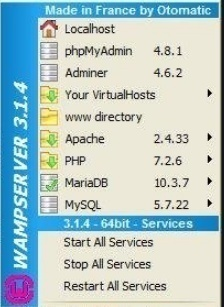 Made in France by Otomatic
Localhost
phpMyAdmin 4.8.1
Adminer 4.6.2
Your VirtualHosts
www directory
Apache 2.4.33
PHP 7.2.6
MariaDB 10.3.7
MySQL 5.7.22
3.1.4 - 64bit - Services
Start All Services
Stop All Services
Restart All Services
WAMPSERVER 3.1.4